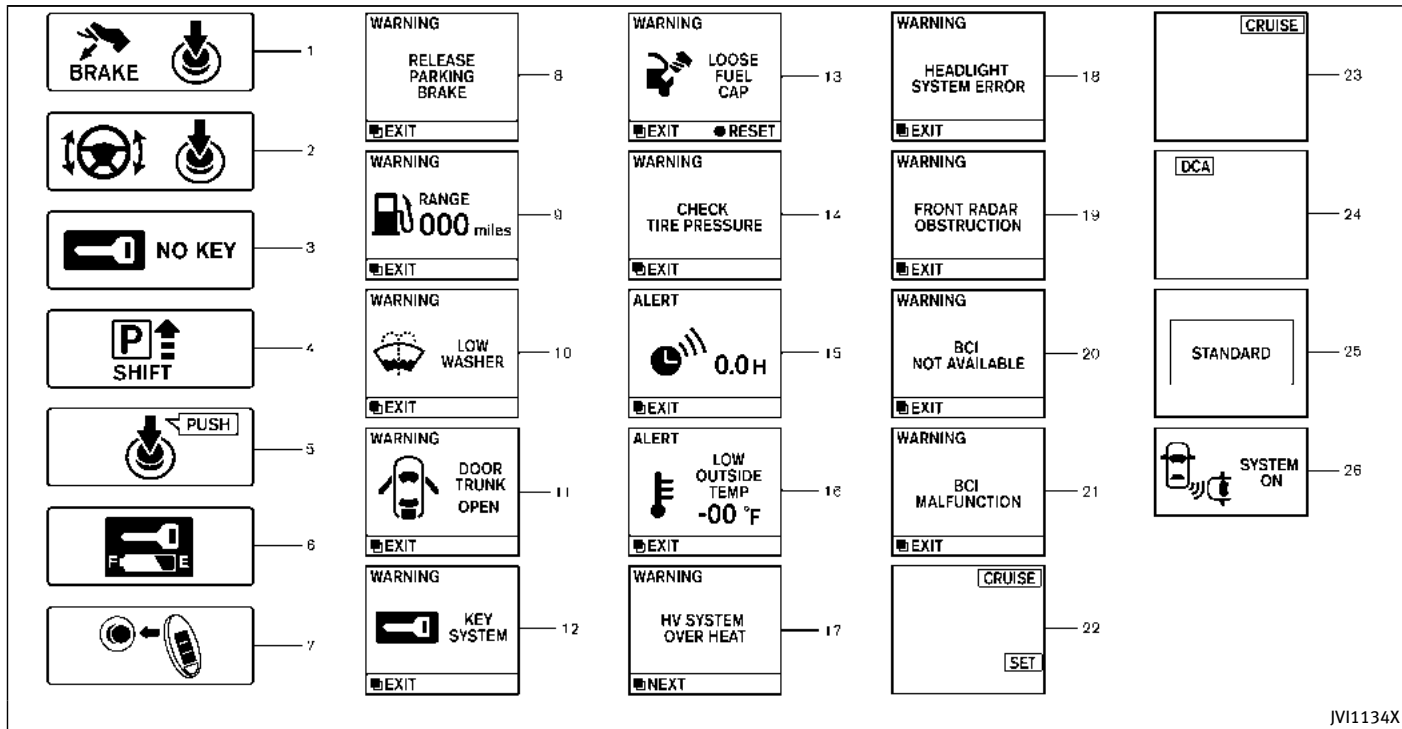 BRAKE
1
2
NO KEY
3
P
SHIFT
4
PUSH
5
F E
6
7
WARNING
RELEASE
PARKING
BRAKE
EXIT
8
WARNING
RANGE
000 miles
EXIT
9
WARNING
LOW
WASHER
EXIT
10
WARNING
DOOR
TRUNK
OPEN
EXIT
11
WARNING
KEY
SYSTEM
EXIT
12
WARNING
LOOSE
FUEL
CAP
EXIT RESET
13
WARNING
CHECK
TIRE PRESSURE
EXIT
14
ALERT
0.0 H
EXIT
15
ALERT
LOW
OUTSIDE
TEMP
-00 °F
EXIT
16
WARNING
HV SYSTEM
OVER HEAT
NEXT
17
WARNING
HEADLIGHT
SYSTEM ERROR
EXIT
18
WARNING
FRONT RADAR
OBSTRUCTION
EXIT
19
WARNING
BCI
NOT AVAILABLE
EXIT
20
WARNING
BCI
MALFUNCTION
EXIT
21
CRUISE
SET
22
CRUISE
23
DCA
24
STANDARD
25
SYSTEM
ON
26
JVI1134X